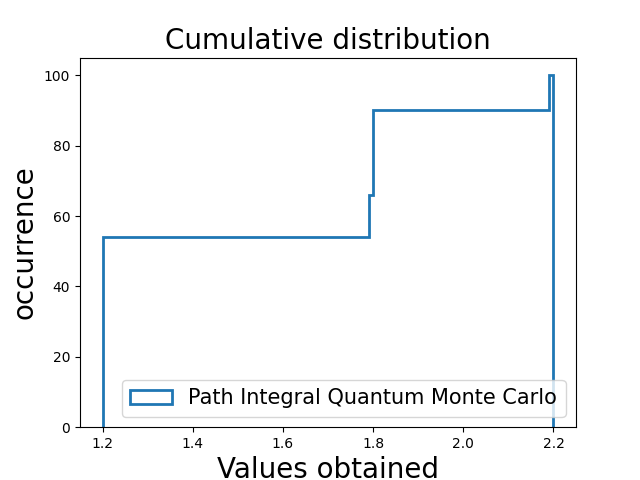 Cumulative distribution
occurrence
100
80
60
40
20
0
Path Integral Quantum Monte Carlo
1.2 1.4 1.6 1.8 2.0 2.2
Values obtained